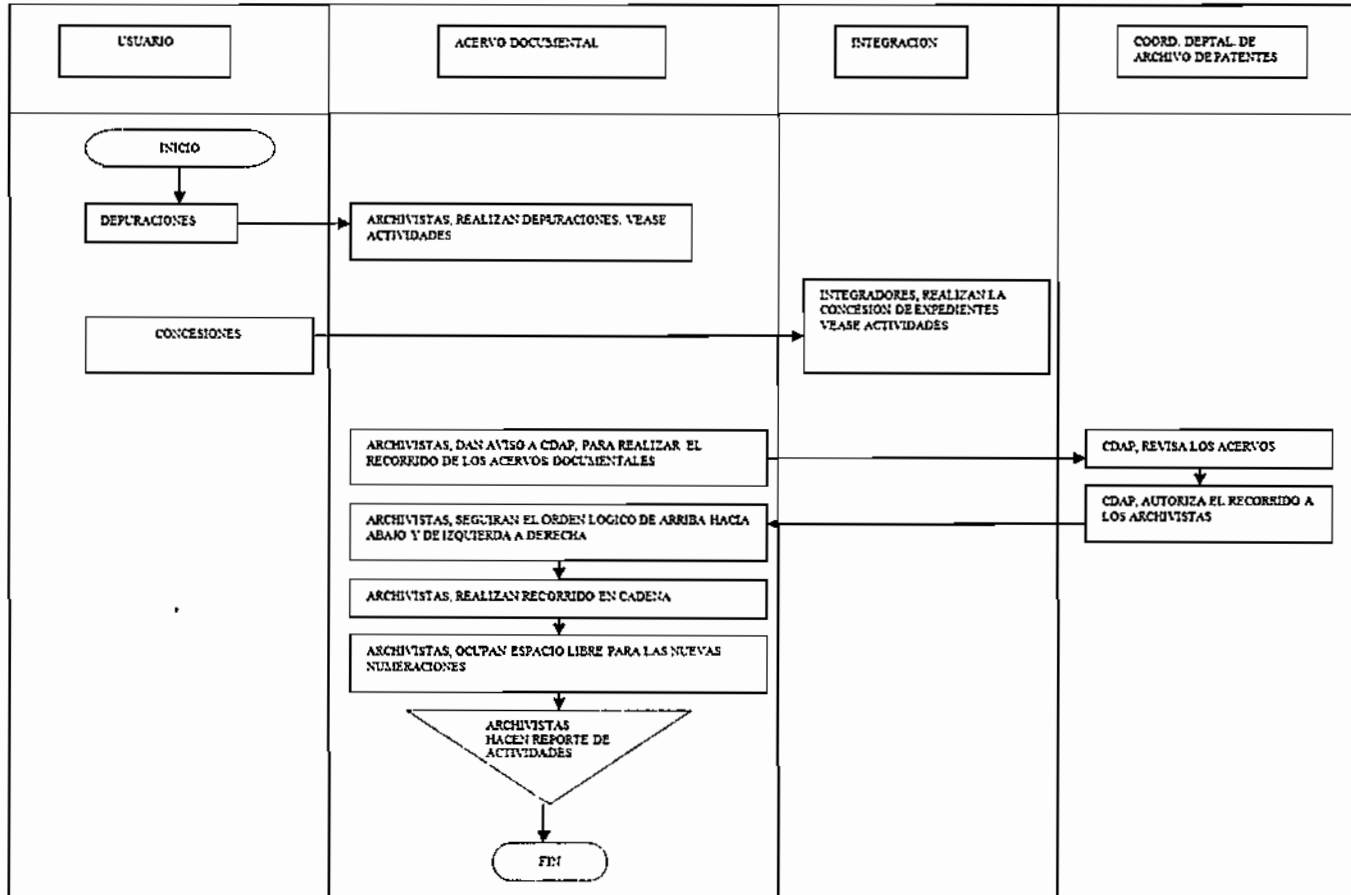 USUARIO
ACERVO DOCUMENTAL
INTEGRACION
COORD. DEPTAL. DE
ARCHIVO DE PATENTES
INICIO
DEPURACIONES
ARCHIVISTAS, REALIZAN DEPURACIONES. VEASE
ACTIVIDADES
CONCESIONES
INTEGRADORES, REALIZAN LA
CONCESION DE EXPEDIENTES
VEASE ACTIVIDADES
ARCHIVISTAS, DAN AVISO A CDAP, PARA REALIZAR EL
RECORRIDO DE LOS ACERVOS DOCUMENTALES
CDAP, REVISA LOS ACERVOS
CDAP, AUTORIZA EL RECORRIDO A
LOS ARCHIVISTAS
ARCHIVISTAS, SEGUIRAN EL ORDEN LOGICO DE ARRIBA HACIA
ABAJO Y DE IZQUIERDA A DERECHA
ARCHIVISTAS, REALIZAN RECORRIDO EN CADENA
ARCHIVISTAS, OCUPAN ESPACIO LIBRE PARA LAS NUEVAS
NUMERACIONES
ARCHIVISTAS
HACEN REPORTE DE
ACTIVIDADES
FIN